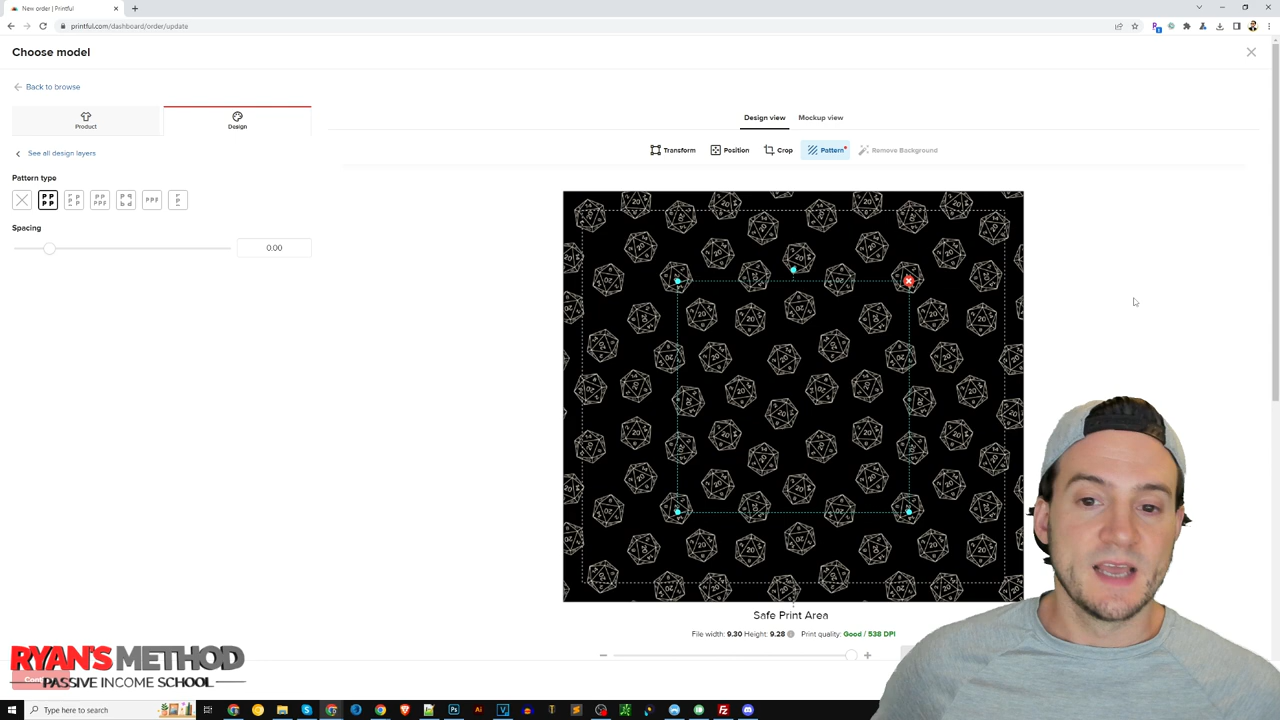 New order | Printful
printful.com/dashboard/order/update
Choose model
Back to browse
Product
Design
See all design layers
Pattern type
Spacing
0.00
Design view
Mockup view
Transform
Position
Crop
Pattern
Remove Background
Safe Print Area
File width: 9.30 Height: 9.28
Print quality: Good / 538 DPI
RYAN'S METHOD
PASSIVE INCOME SCHOOL
Type here to search